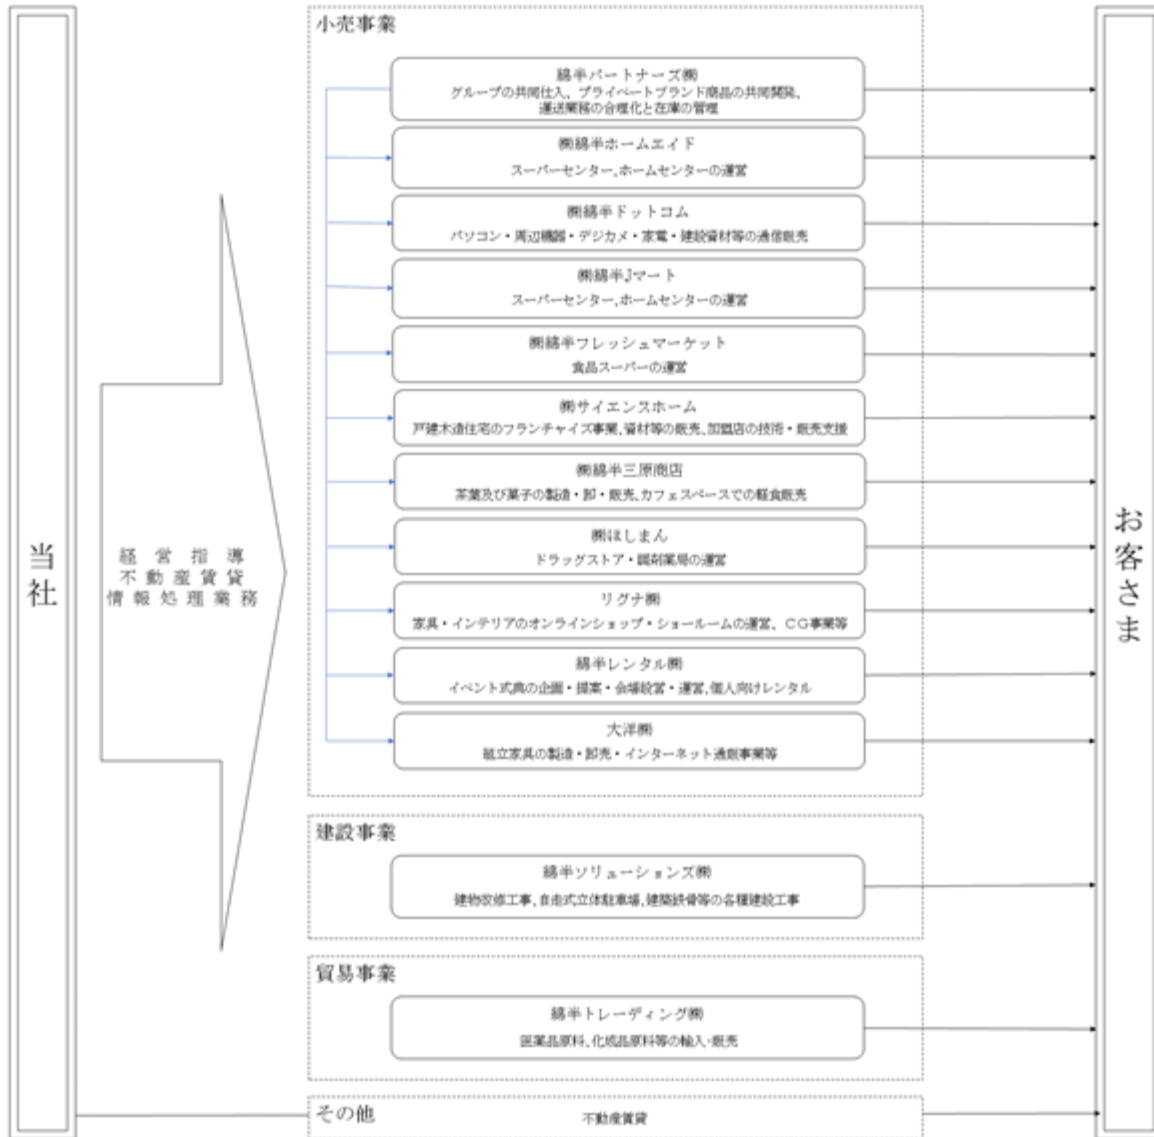 当社
経営指導
不動産賃貸
情報処理業務
小売事業
綿半パートナーズ㈱
グループの共同仕入、プライベートブランド商品の共同開発、
運送業務の合理化と在庫の管理
㈱綿半ホームエイド
スーパーセンター、ホームセンターの運営
㈱綿半ドットコム
パソコン・周辺機器・デジカメ・家電・建設資材等の通信販売
㈱綿半Jマート
スーパーセンター、ホームセンターの運営
㈱綿半フレッシュマーケット
食品スーパーの運営
㈱サイエンスホーム
戸建木造住宅のフランチャイズ事業、資材等の販売、加盟店の技術・販売支援
㈱綿半三原商店
茶葉及び菓子の製造・卸・販売、カフェスペースでの軽食販売
㈱ほしまん
ドラッグストア・調剤薬局の運営
リグナ㈱
家具・インテリアのオンラインショップ・ショールームの運営、CG事業等
綿半レンタル㈱
イベント式典の企画・提案・会場設営・運営、個人向けレンタル
大洋㈱
組立家具の製造・卸売・インターネット通販事業等
建設事業
綿半ソリューションズ㈱
建物改修工事、自走式立体駐車場、建築鉄骨等の各種建設工事
貿易事業
綿半トレーディング㈱
医薬品原料、化成品原料等の輸入・販売
その他
不動産賃貸
お客さま